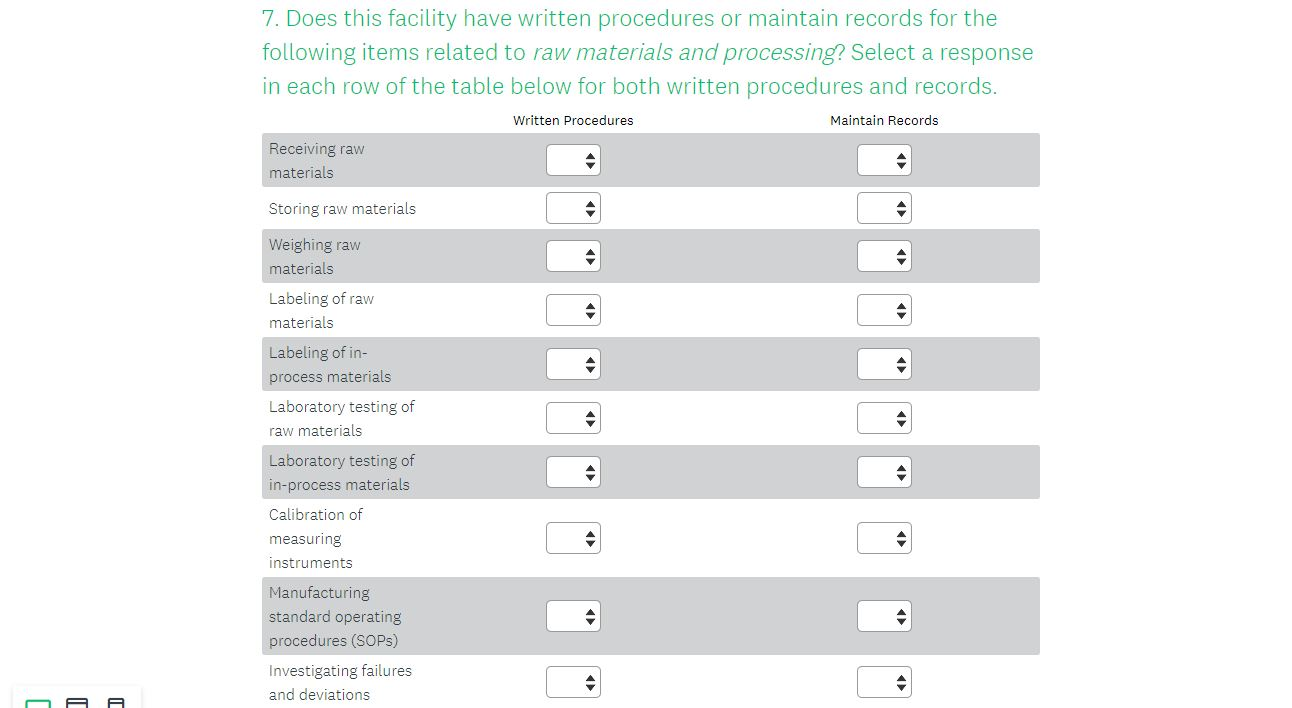 7. Does this facility have written procedures or maintain records for the
following items related to raw materials and processing? Select a response
in each row of the table below for both written procedures and records.
Written Procedures Maintain Records
Receiving raw
materials
Storing raw materials
Weighing raw
materials
Labeling of raw
materials
Labeling of in-
process materials
Laboratory testing of
raw materials
Laboratory testing of
in-process materials
Calibration of
measuring
instruments
Manufacturing
standard operating
procedures (SOPs)
Investigating failures
and deviations